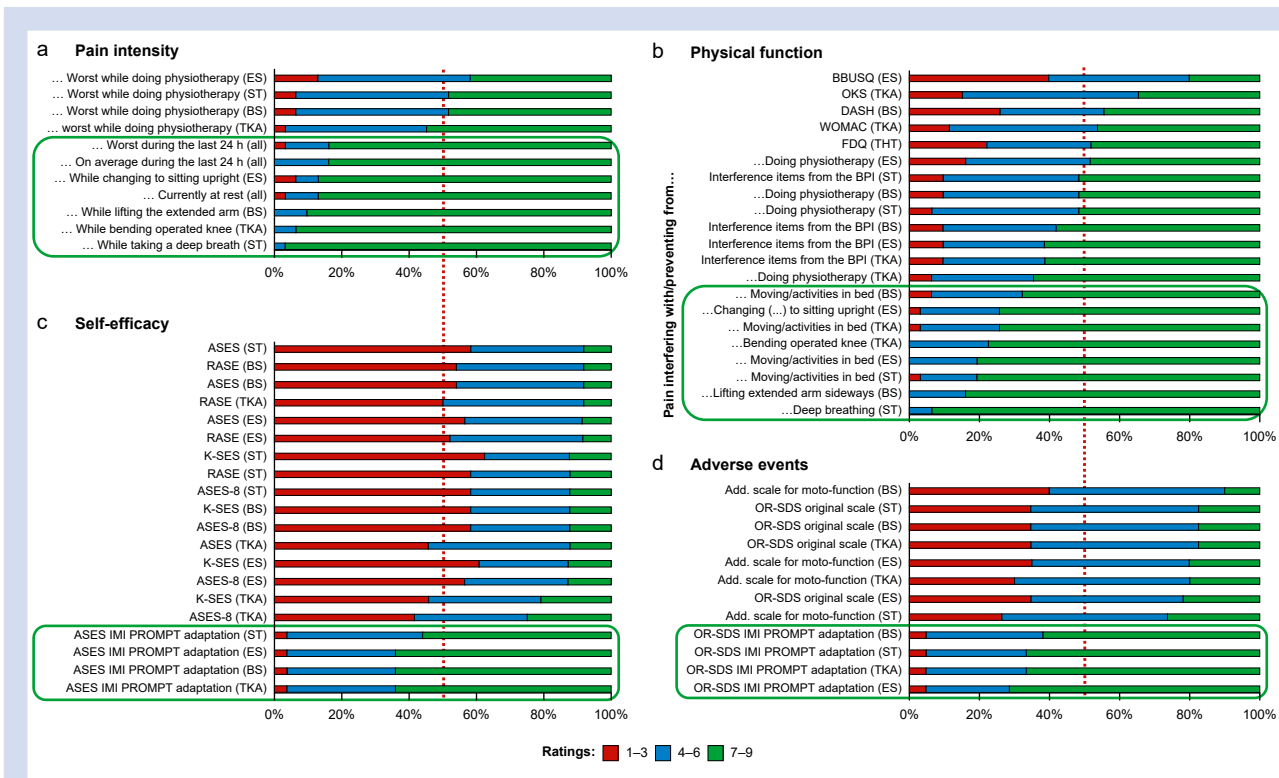 a Pain intensity
… Worst while doing physiotherapy (ES)
… Worst while doing physiotherapy (ST)
… Worst while doing physiotherapy (BS)
… worst while doing physiotherapy (TKA)
… Worst during the last 24 h (all)
… On average during the last 24 h (all)
… While changing to sitting upright (ES)
… Currently at rest (all)
… While lifting the extended arm (BS)
… While bending operated knee (TKA)
… While taking a deep breath (ST)
0% 20% 40% 60% 80% 100%
b Physical function
Pain interfering with/preventing from…
BBUSQ (ES)
OKS (TKA)
DASH (BS)
WOMAC (TKA)
FDQ (THT)
…Doing physiotherapy (ES)
Interference items from the BPI (ST)
…Doing physiotherapy (BS)
…Doing physiotherapy (ST)
Interference items from the BPI (BS)
Interference items from the BPI (ES)
Interference items from the BPI (TKA)
…Doing physiotherapy (TKA)
… Moving/activities in bed (BS)
…Changing (...) to sitting upright (ES)
… Moving/activities in bed (TKA)
…Bending operated knee (TKA)
… Moving/activities in bed (ES)
… Moving/activities in bed (ST)
…Lifting extended arm sideways (BS)
…Deep breathing (ST)
0% 20% 40% 60% 80% 100%
c Self-efficacy
ASES (ST)
RASE (BS)
ASES (BS)
RASE (TKA)
ASES (ES)
RASE (ES)
K-SES (ST)
RASE (ST)
ASES-8 (ST)
K-SES (BS)
ASES-8 (BS)
ASES (TKA)
K-SES (ES)
ASES-8 (ES)
K-SES (TKA)
ASES-8 (TKA)
ASES IMI PROMPT adaptation (ST)
ASES IMI PROMPT adaptation (ES)
ASES IMI PROMPT adaptation (BS)
ASES IMI PROMPT adaptation (TKA)
0% 20% 40% 60% 80% 100%
d Adverse events
Add. scale for moto-function (BS)
OR-SDS original scale (ST)
OR-SDS original scale (BS)
OR-SDS original scale (TKA)
Add. scale for moto-function (ES)
Add. scale for moto-function (TKA)
OR-SDS original scale (ES)
Add. scale for moto-function (ST)
OR-SDS IMI PROMPT adaptation (BS)
OR-SDS IMI PROMPT adaptation (ST)
OR-SDS IMI PROMPT adaptation (TKA)
OR-SDS IMI PROMPT adaptation (ES)
0% 20% 40% 60% 80% 100%
Ratings: 1–3 4–6 7–9